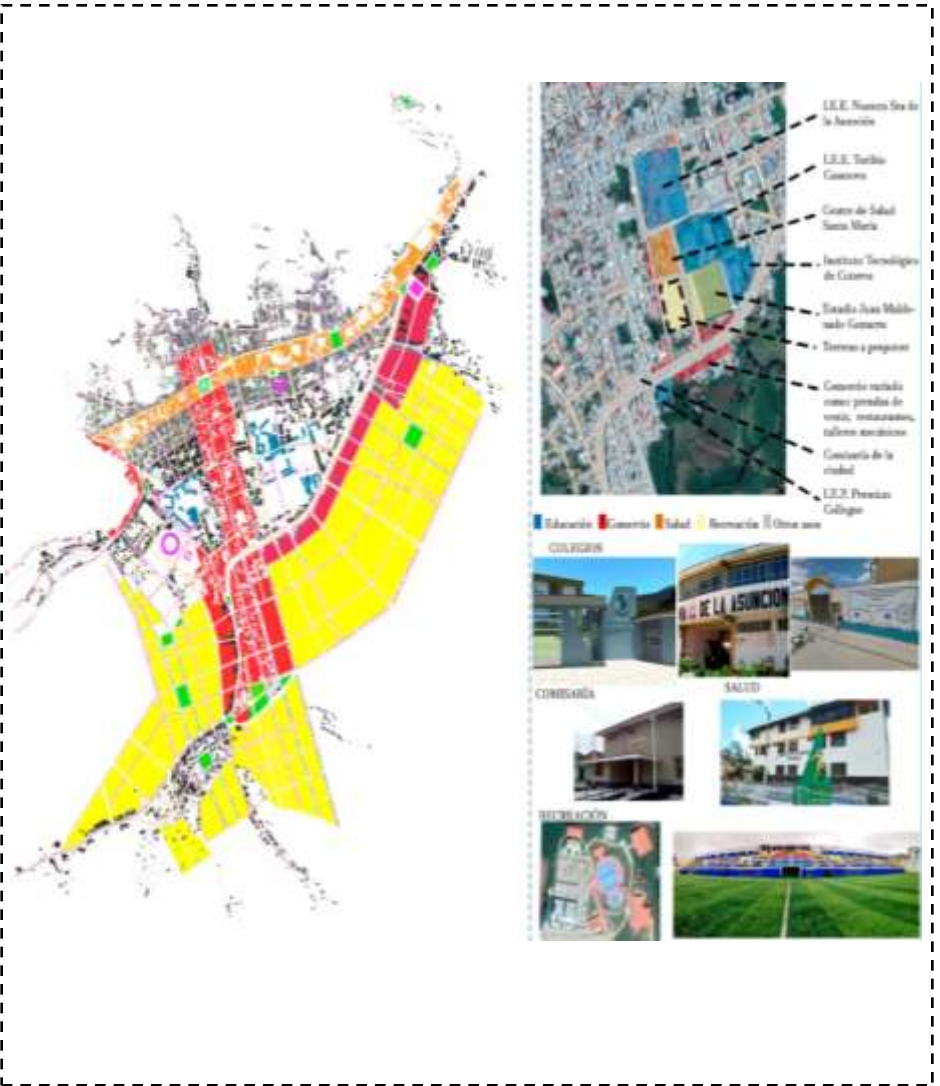 I.E.E. Nuestra Sra de
la Asunción
I.E.E. Toribio
Casanova
Centro de Salud
Santa María
Instituto Tecnológico
de Cutervo
Estadio Juan Maldo-
nado Gamarra
Terreno a proponer
Comercio variado
como: prendas de
vestir, restaurantes,
talleres mecánicos
Comisaría de la
ciudad
I.E.P. Premium
College
Educación Comercio Salud Recreación Otros usos
COLEGIOS
DE LA ASUNCION
COMISARÍA
SALUD
RECREACIÓN